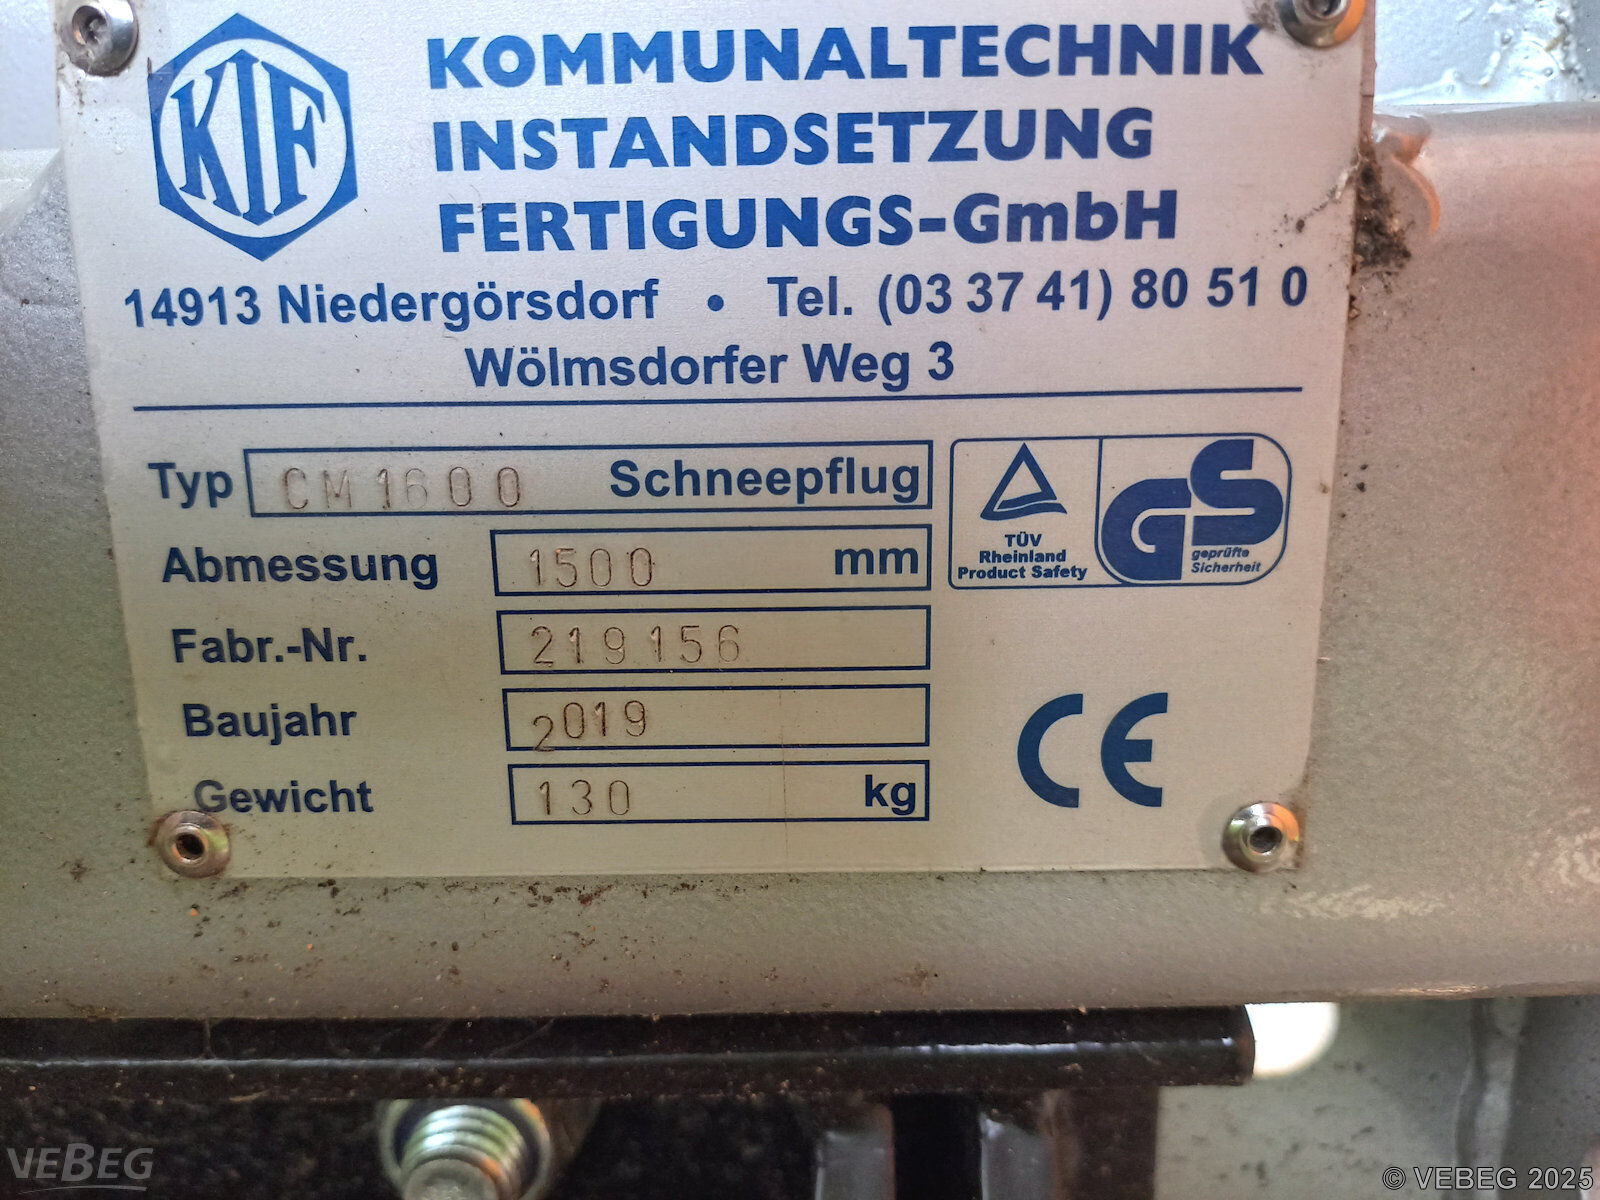 KIF
KOMMUNALTECHNIK
INSTANDSETZUNG
FERTIGUNGS-GmbH
14913 Niedergörsdorf • Tel. (03 37 41) 80 51 0
Wölmsdorfer Weg 3
Typ CM1600 Schneepflug
Abmessung 1500 mm
Fabr.-Nr. 219156
Baujahr 2019
Gewicht 130 kg
TÜV
Rheinland
Product Safety
GS
geprüfte
Sicherheit
CE
VEBEG
© VEBEG 2025